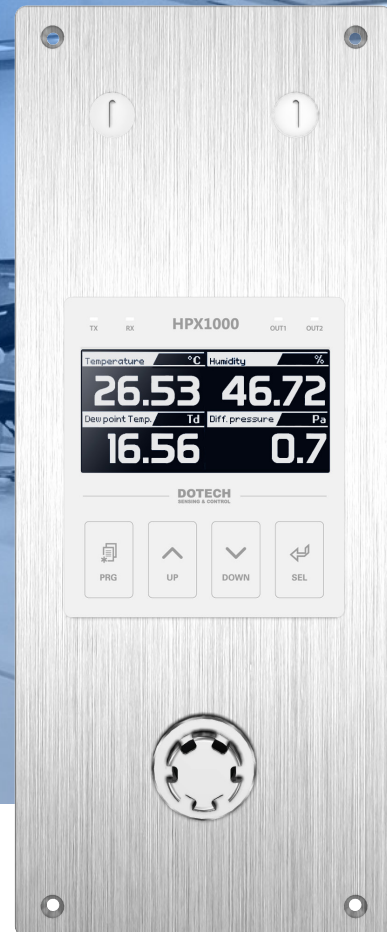 TX RX HPX1000 OUT1 OUT2
Temperature °C Humidity %
26.53 46.72
Dew point Temp. Td Diff. pressure Pa
16.56 0.7
DOTECH
SENSING & CONTROL
PRG UP DOWN SEL